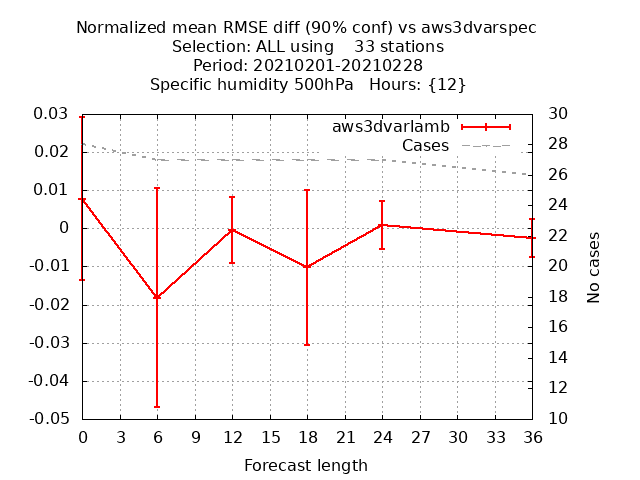 Normalized mean RMSE diff (90% conf) vs aws3dvarspec
Selection: ALL using    33 stations
Period: 20210201-20210228
Specific humidity 500hPa   Hours: {12}
0.03
0.02
0.01
0
-0.01
-0.02
-0.03
-0.04
-0.05
aws3dvarlamb
Cases
30
28
26
24
22
20
18
16
14
12
10
No cases
0 3 6 9 12 15 18 21 24 27 30 33 36
Forecast length